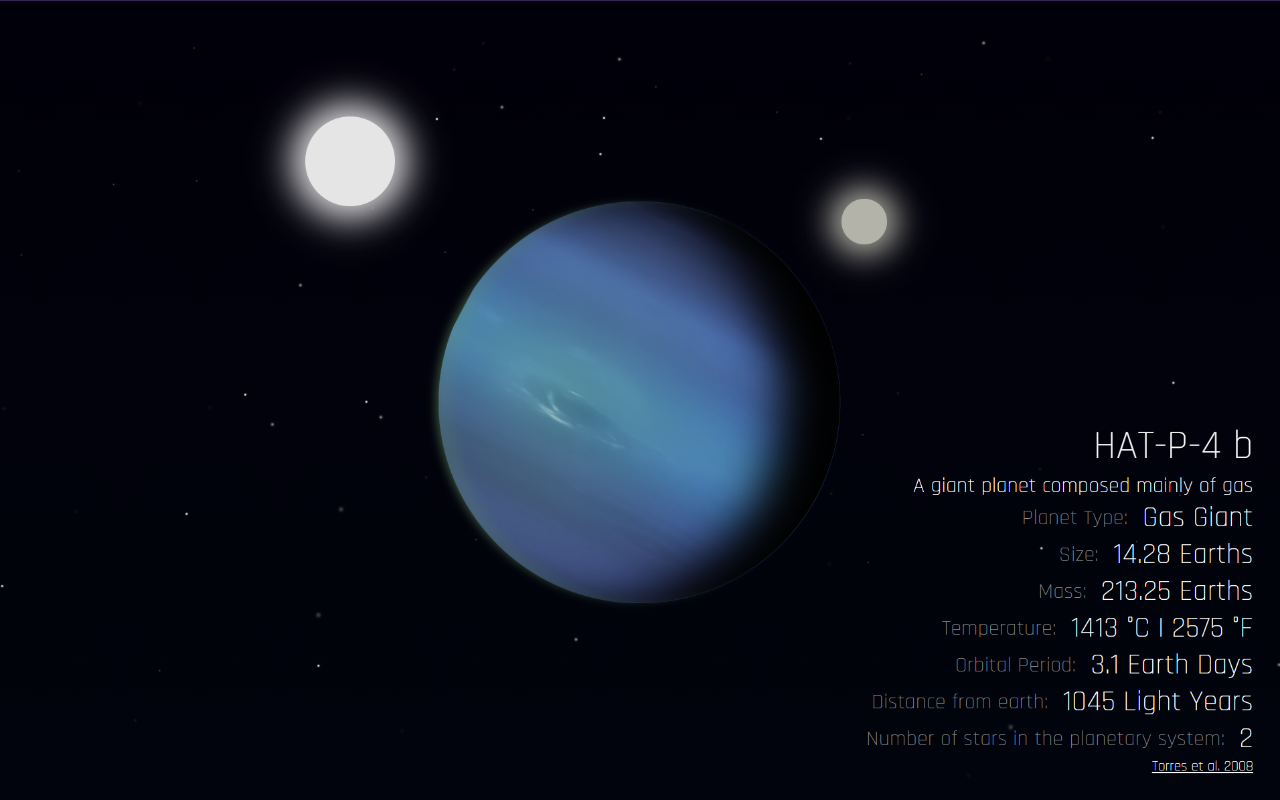 HAT-P-4 b
A giant planet composed mainly of gas
Planet Type: Gas Giant
Size: 14.28 Earths
Mass: 213.25 Earths
Temperature: 1413 °C | 2575 °F
Orbital Period: 3.1 Earth Days
Distance from earth: 1045 Light Years
Number of stars in the planetary system: 2
Torres et al. 2008